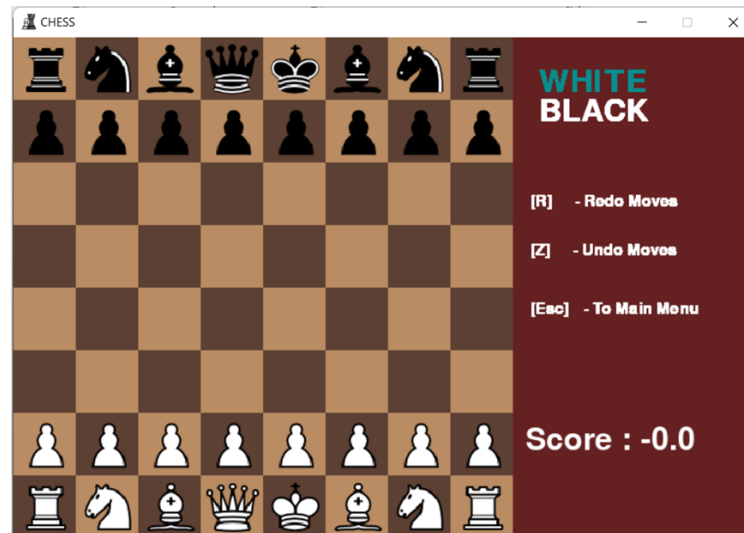 CHESS
WHITE
BLACK
[R] - Redo Moves
[Z] - Undo Moves
[Esc] - To Main Menu
Score : -0.0